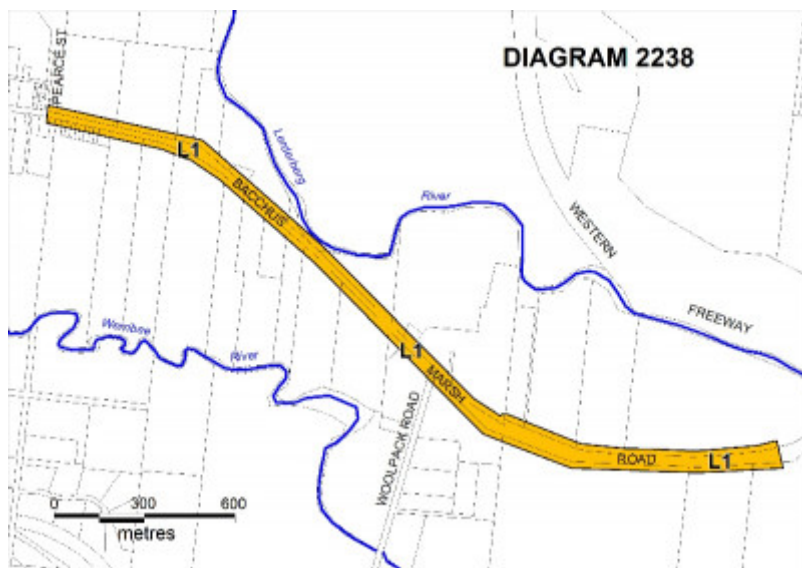 DIAGRAM 2238
PEARCE ST
L1
Lerderberg
River
BACCHUS
WESTERN
FREEWAY
Werribee
River
L1
MARSH
WOOLPACK ROAD
ROAD
L1
0 300 600
metres